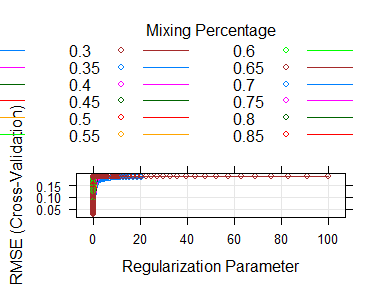 Mixing Percentage
0.3 0.6
0.35 0.65
0.4 0.7
0.45 0.75
0.5 0.8
0.55 0.85
RMSE (Cross-Validation)
0.15
0.10
0.05
0 20 40 60 80 100
Regularization Parameter